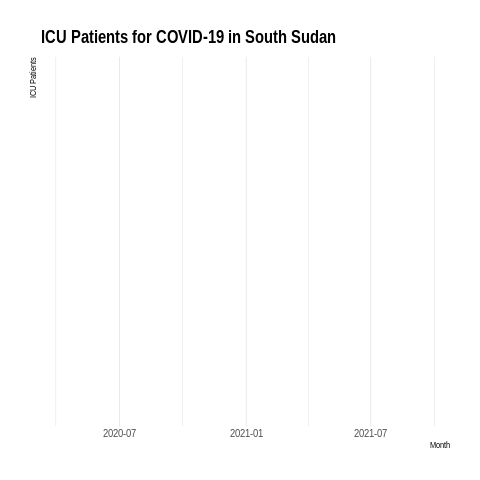 ICU Patients for COVID-19 in South Sudan
ICU Patients
2020-07
2021-01
2021-07
Month